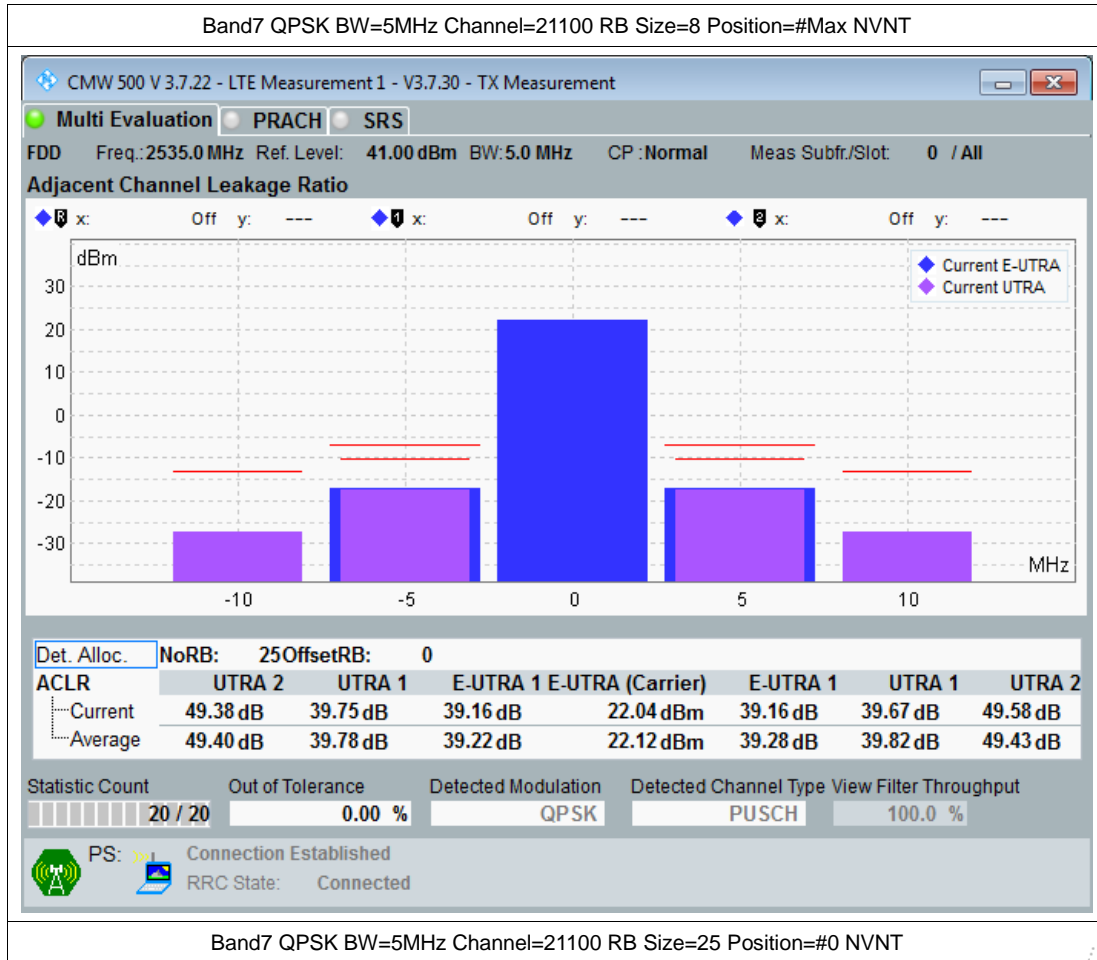 Band7 QPSK BW=5MHz Channel=21100 RB Size=8 Position=#Max NVNT
CMW 500 V 3.7.22 - LTE Measurement 1 - V3.7.30 - TX Measurement
Multi Evaluation PRACH SRS
FDD Freq.:2535.0 MHz Ref. Level: 41.00 dBm BW:5.0 MHz CP :Normal Meas Subfr./Slot: 0 / All
Adjacent Channel Leakage Ratio
R x: Off y: --- 1 x: Off y: --- 2 x: Off y: ---
dBm
Current E-UTRA
Current UTRA
30
20
10
0
-10
-20
-30
MHz
-10 -5 0 5 10
Det. Alloc. NoRB: 25 OffsetRB: 0
ACLR UTRA 2 UTRA 1 E-UTRA 1 E-UTRA (Carrier) E-UTRA 1 UTRA 1 UTRA 2
Current 49.38 dB 39.75 dB 39.16 dB 22.04 dBm 39.16 dB 39.67 dB 49.58 dB
Average 49.40 dB 39.78 dB 39.22 dB 22.12 dBm 39.28 dB 39.82 dB 49.43 dB
Statistic Count Out of Tolerance Detected Modulation Detected Channel Type View Filter Throughput
20 / 20 0.00 % QPSK PUSCH 100.0 %
PS: Connection Established
RRC State: Connected
Band7 QPSK BW=5MHz Channel=21100 RB Size=25 Position=#0 NVNT